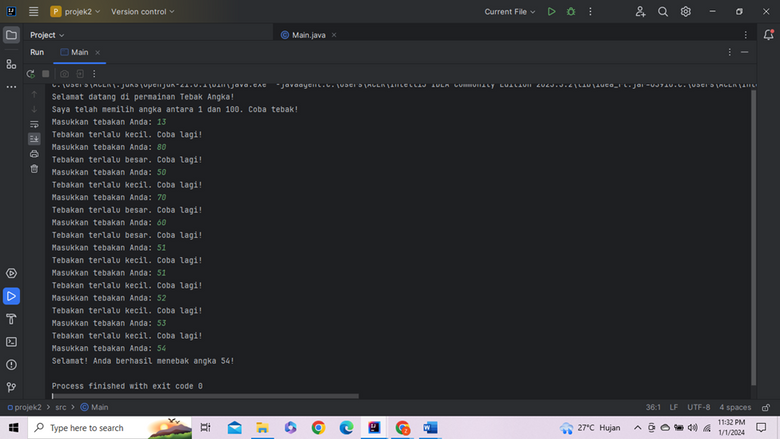 P projek2 Version control Current File
Project Main.java
Run Main
Selamat datang di permainan Tebak Angka!
Saya telah memilih angka antara 1 dan 100. Coba tebak!
Masukkan tebakan Anda: 13
Tebakan terlalu kecil. Coba lagi!
Masukkan tebakan Anda: 80
Tebakan terlalu besar. Coba lagi!
Masukkan tebakan Anda: 50
Tebakan terlalu kecil. Coba lagi!
Masukkan tebakan Anda: 70
Tebakan terlalu besar. Coba lagi!
Masukkan tebakan Anda: 60
Tebakan terlalu besar. Coba lagi!
Masukkan tebakan Anda: 51
Tebakan terlalu kecil. Coba lagi!
Masukkan tebakan Anda: 51
Tebakan terlalu kecil. Coba lagi!
Masukkan tebakan Anda: 52
Tebakan terlalu kecil. Coba lagi!
Masukkan tebakan Anda: 53
Tebakan terlalu kecil. Coba lagi!
Masukkan tebakan Anda: 54
Selamat! Anda berhasil menebak angka 54!
Process finished with exit code 0
projek2 > src > Main 36:1 LF UTF-8 4 spaces
Type here to search 27°C Hujan 11:32 PM
1/1/2024